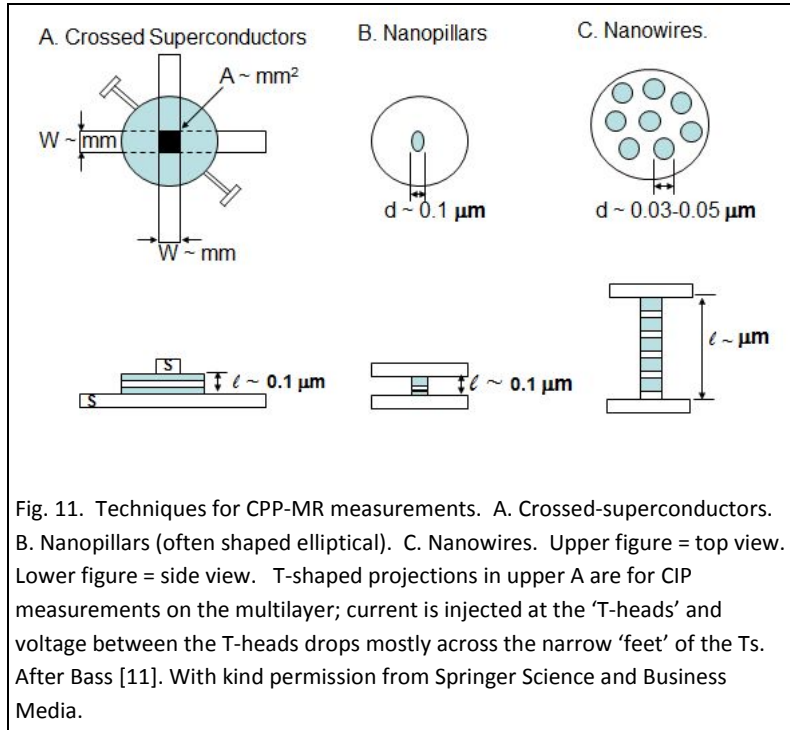 A. Crossed Superconductors
B. Nanopillars
C. Nanowires.
A ~ mm²
W ~ mm
W ~ mm
d ~ 0.1 μm
d ~ 0.03-0.05 μm
S
S
ℓ ~ 0.1 μm
ℓ ~ 0.1 μm
ℓ ~ μm
Fig. 11. Techniques for CPP-MR measurements. A. Crossed-superconductors.
B. Nanopillars (often shaped elliptical). C. Nanowires. Upper figure = top view.
Lower figure = side view. T-shaped projections in upper A are for CIP
measurements on the multilayer; current is injected at the ‘T-heads’ and
voltage between the T-heads drops mostly across the narrow ‘feet’ of the Ts.
After Bass [11]. With kind permission from Springer Science and Business
Media.